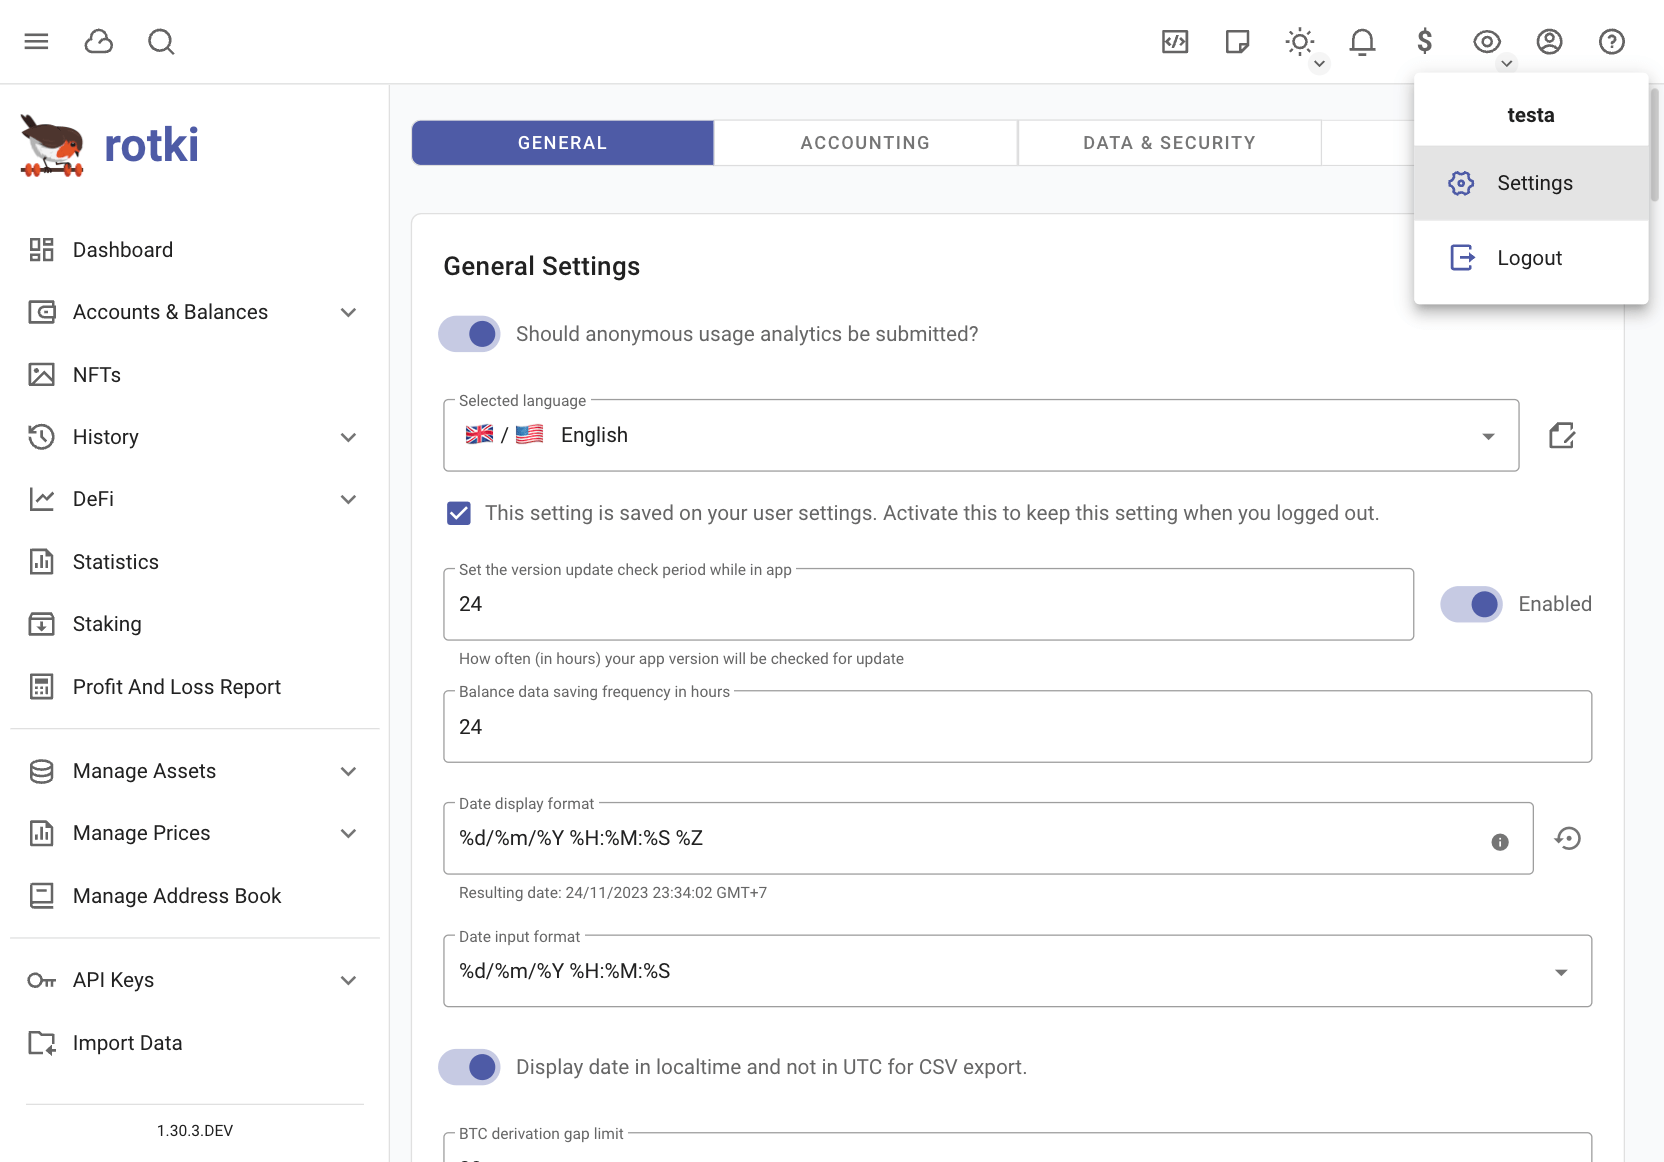 testa
Settings
Logout
rotki
Dashboard
Accounts & Balances
NFTs
History
DeFi
Statistics
Staking
Profit And Loss Report
Manage Assets
Manage Prices
Manage Address Book
API Keys
Import Data
1.30.3.DEV
GENERAL
ACCOUNTING
DATA & SECURITY
General Settings
Should anonymous usage analytics be submitted?
Selected language
🇬🇧 / 🇺🇸 English
This setting is saved on your user settings. Activate this to keep this setting when you logged out.
Set the version update check period while in app
24
Enabled
How often (in hours) your app version will be checked for update
Balance data saving frequency in hours
24
Date display format
%d/%m/%Y %H:%M:%S %Z
Resulting date: 24/11/2023 23:34:02 GMT+7
Date input format
%d/%m/%Y %H:%M:%S
Display date in localtime and not in UTC for CSV export.
BTC derivation gap limit